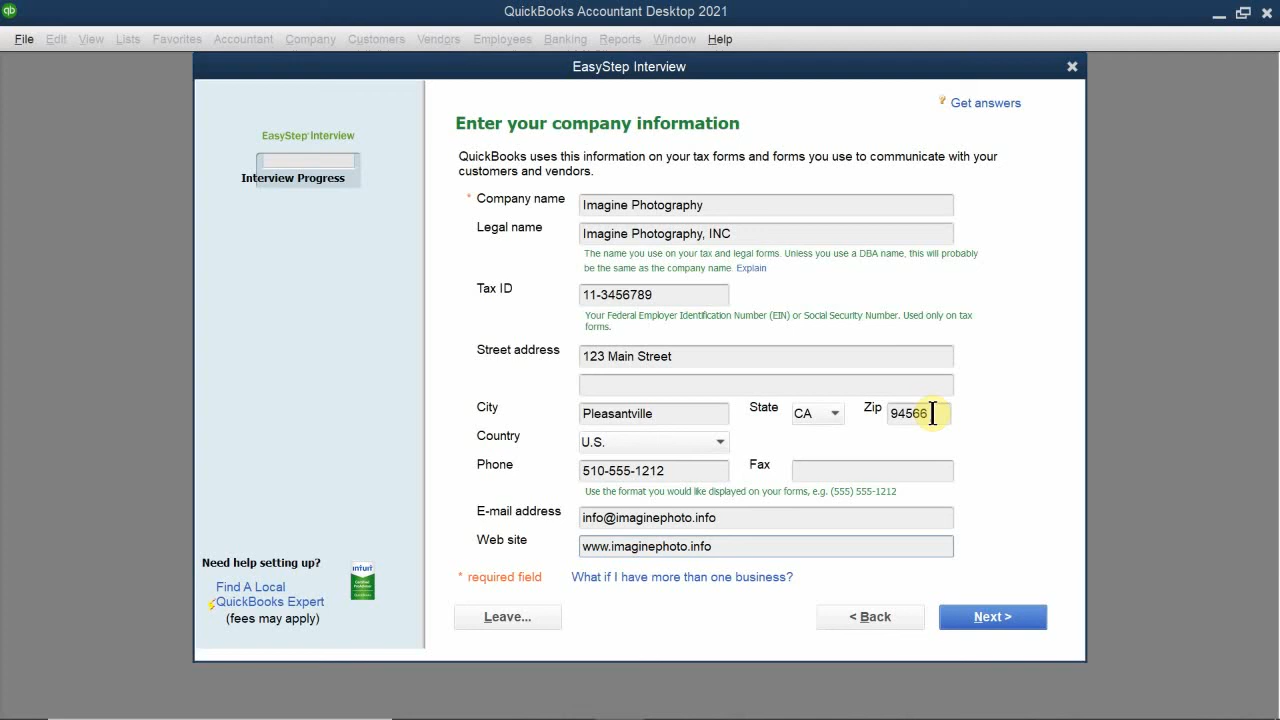 qb
QuickBooks Accountant Desktop 2021
File Edit View Lists Favorites Accountant Company Customers Vendors Employees Banking Reports Window Help
EasyStep Interview
? Get answers
EasyStep Interview
Interview Progress
Enter your company information
QuickBooks uses this information on your tax forms and forms you use to communicate with your
customers and vendors.
* Company name Imagine Photography
Legal name Imagine Photography, INC
The name you use on your tax and legal forms. Unless you use a DBA name, this will probably
be the same as the company name. Explain
Tax ID 11-3456789
Your Federal Employer Identification Number (EIN) or Social Security Number. Used only on tax
forms.
Street address 123 Main Street
City Pleasantville State CA Zip 94566
Country U.S.
Phone 510-555-1212 Fax
Use the format you would like displayed on your forms, e.g. (555) 555-1212
E-mail address info@imaginephoto.info
Web site www.imaginephoto.info
* required field What if I have more than one business?
Need help setting up?
Find A Local
QuickBooks Expert
(fees may apply)
intuit
Leave... < Back Next >